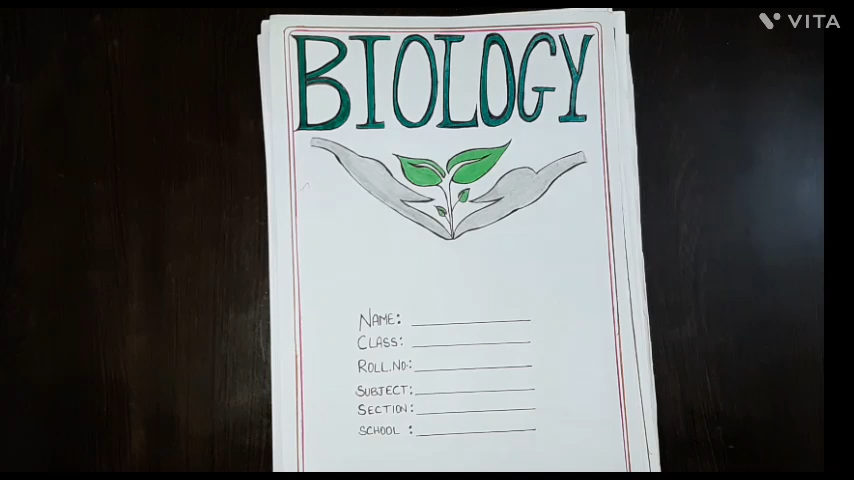 VITA
BIOLOGY
NAME: 
CLASS:
ROLL.NO:
SUBJECT:
SECTION:
SCHOOL :